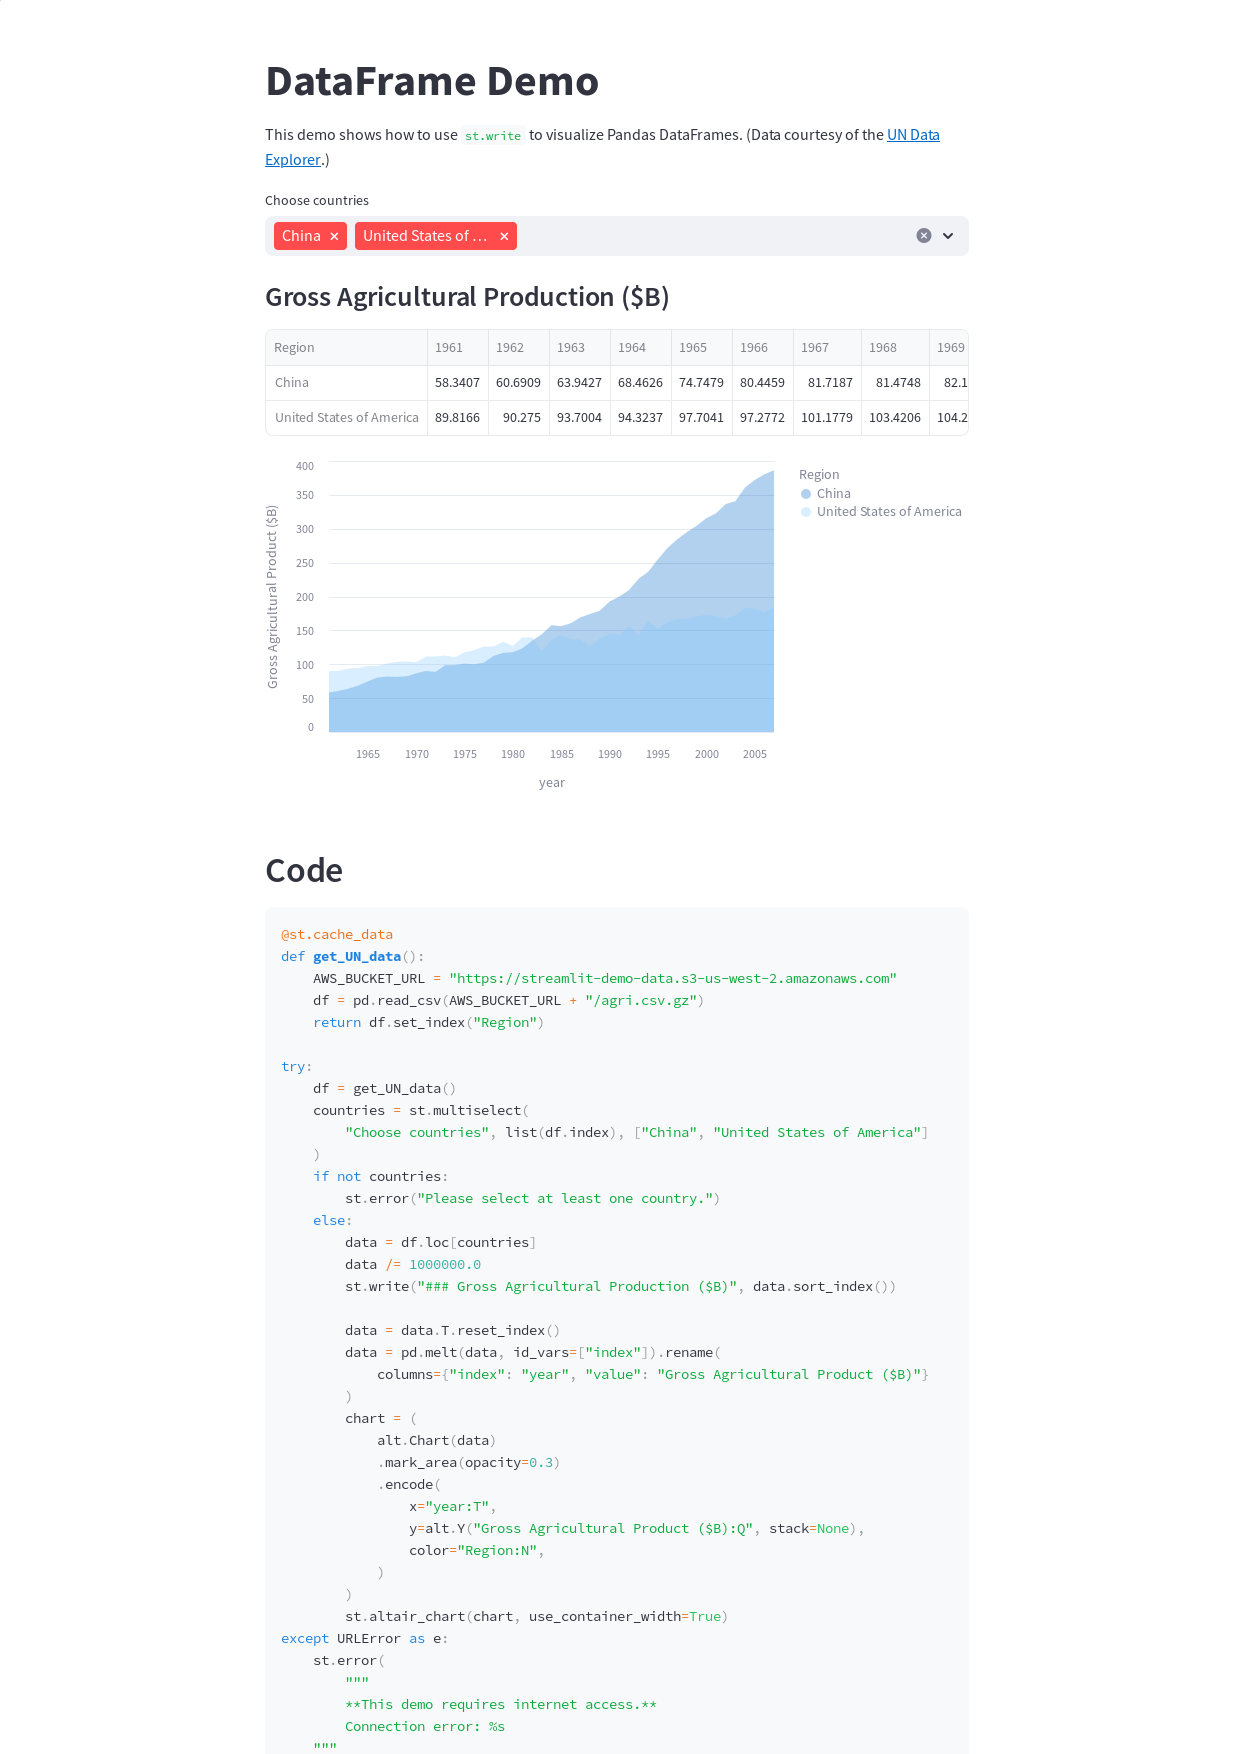 DataFrame Demo
This demo shows how to use st.write to visualize Pandas DataFrames. (Data courtesy of the UN Data
Explorer.)
Choose countries
China × United States of … ×
Gross Agricultural Production ($B)
Region 1961 1962 1963 1964 1965 1966 1967 1968 1969
China 58.3407 60.6909 63.9427 68.4626 74.7479 80.4459 81.7187 81.4748 82.1
United States of America 89.8166 90.275 93.7004 94.3237 97.7041 97.2772 101.1779 103.4206 104.2
Gross Agricultural Product ($B)
400
350
300
250
200
150
100
50
0
1965 1970 1975 1980 1985 1990 1995 2000 2005
year
Region
China
United States of America
Code
@st.cache_data
def get_UN_data():
    AWS_BUCKET_URL = "https://streamlit-demo-data.s3-us-west-2.amazonaws.com"
    df = pd.read_csv(AWS_BUCKET_URL + "/agri.csv.gz")
    return df.set_index("Region")
try:
    df = get_UN_data()
    countries = st.multiselect(
        "Choose countries", list(df.index), ["China", "United States of America"]
    )
    if not countries:
        st.error("Please select at least one country.")
    else:
        data = df.loc[countries]
        data /= 1000000.0
        st.write("### Gross Agricultural Production ($B)", data.sort_index())
        data = data.T.reset_index()
        data = pd.melt(data, id_vars=["index"]).rename(
            columns={"index": "year", "value": "Gross Agricultural Product ($B)"}
        )
        chart = (
            alt.Chart(data)
            .mark_area(opacity=0.3)
            .encode(
                x="year:T",
                y=alt.Y("Gross Agricultural Product ($B):Q", stack=None),
                color="Region:N",
            )
        )
        st.altair_chart(chart, use_container_width=True)
except URLError as e:
    st.error(
        """
        **This demo requires internet access.**
        Connection error: %s
    """